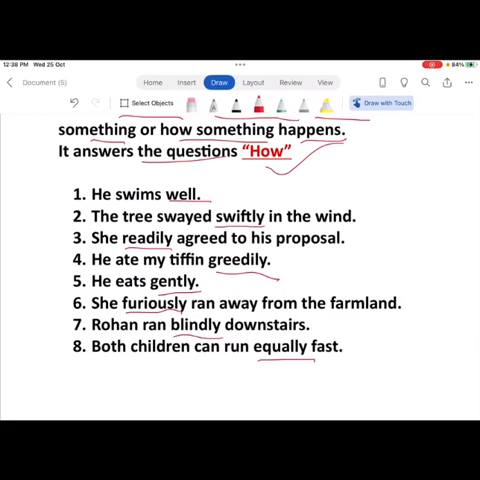 12:38 PM Wed 25 Oct
84%
Document (5)
Home Insert Draw Layout Review View
Select Objects
Draw with Touch
something or how something happens.
It answers the questions “How”
1. He swims well.
2. The tree swayed swiftly in the wind.
3. She readily agreed to his proposal.
4. He ate my tiffin greedily.
5. He eats gently.
6. She furiously ran away from the farmland.
7. Rohan ran blindly downstairs.
8. Both children can run equally fast.